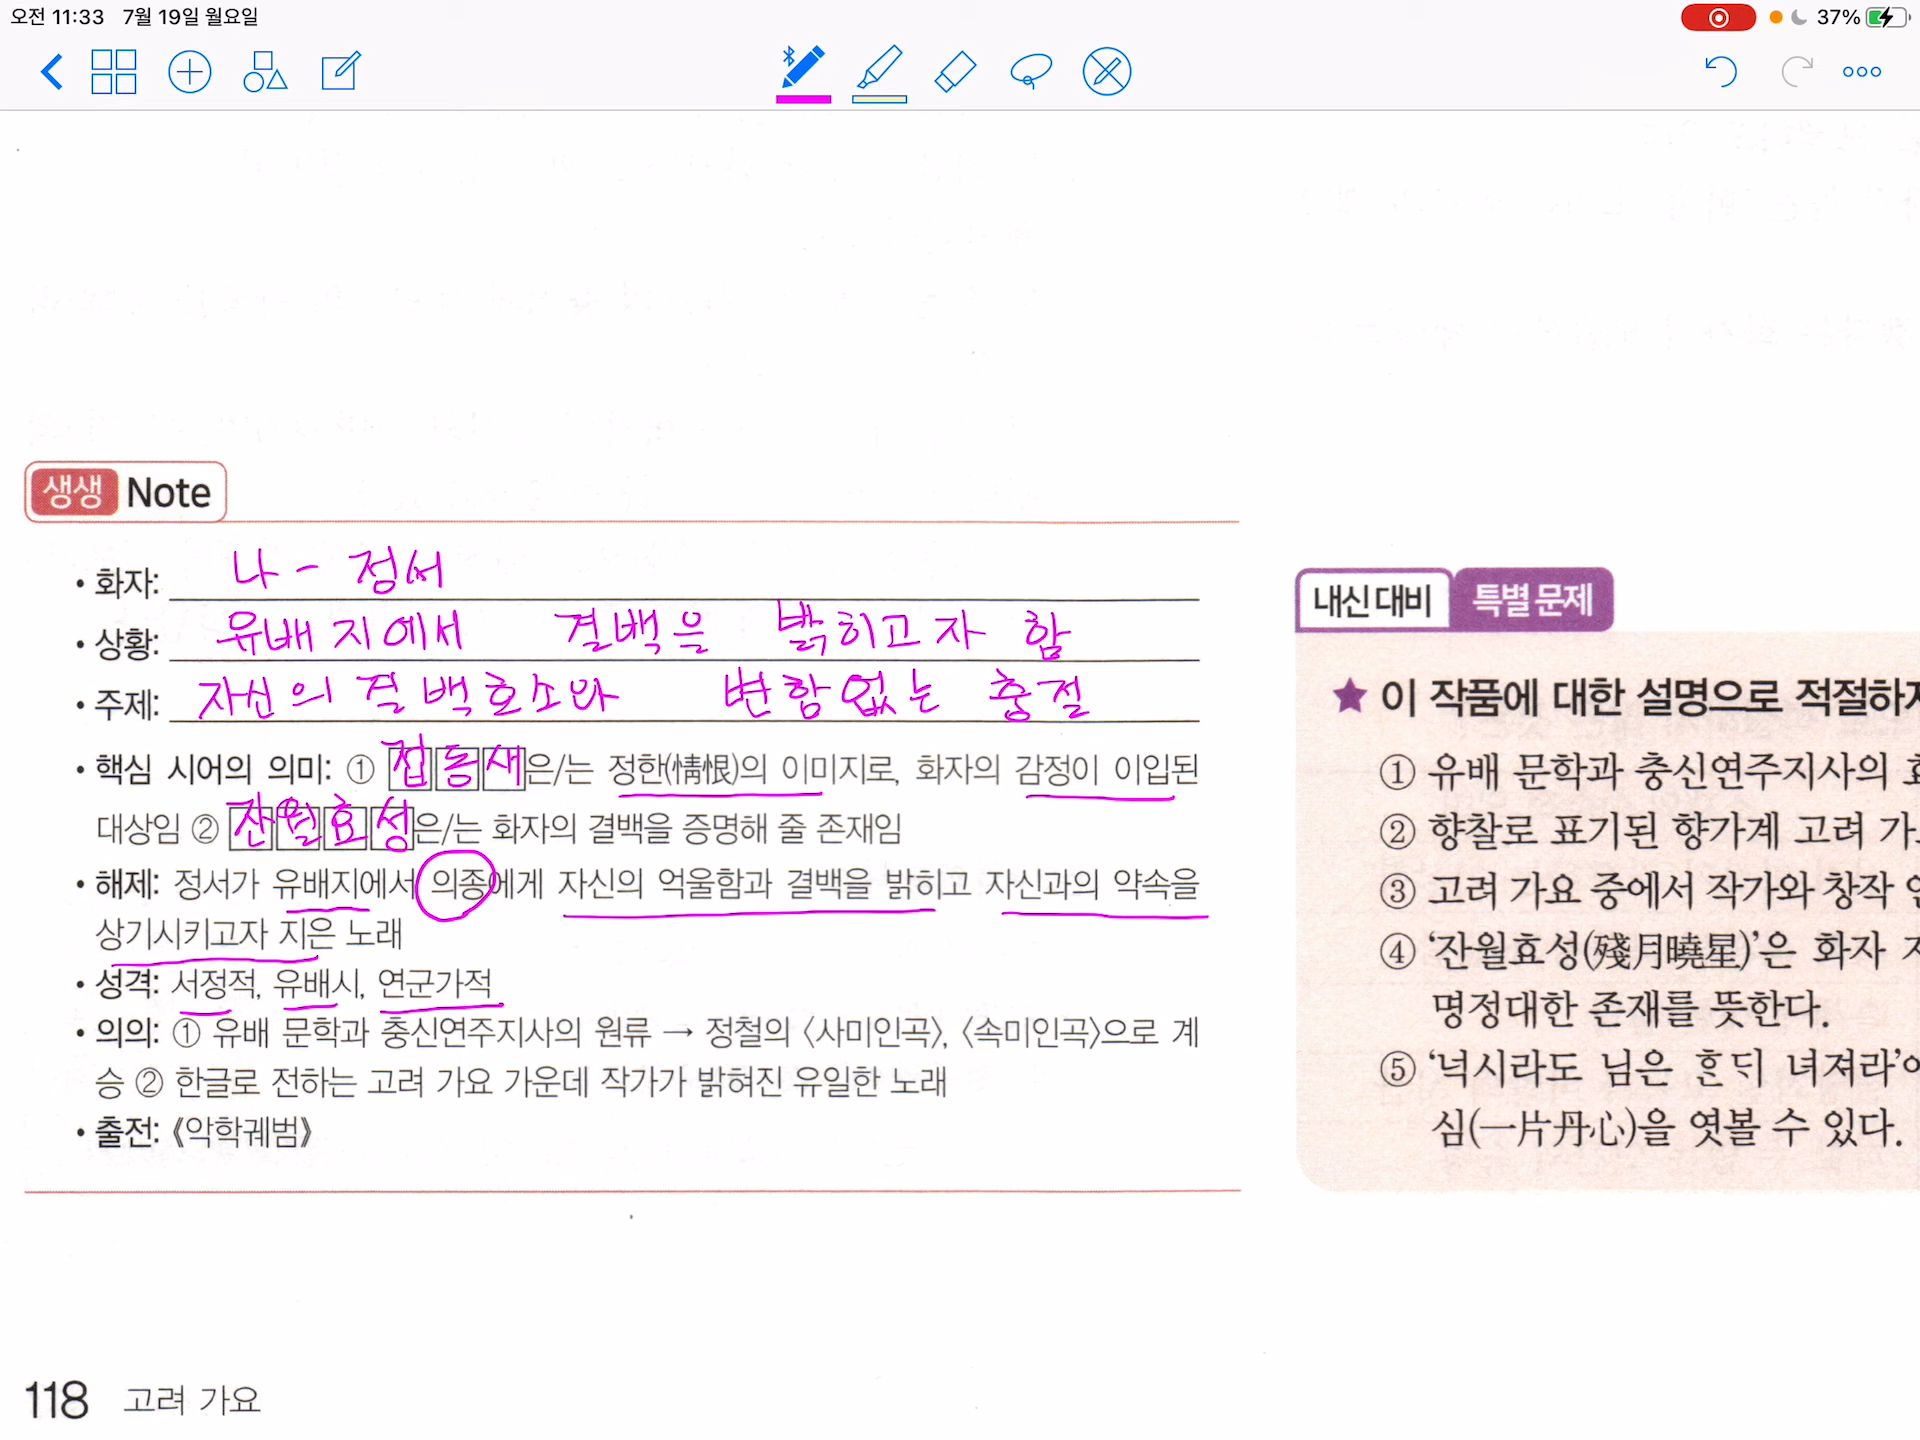 오전 11:33 7월 19일 월요일
37%
생생 Note
• 화자: 나 - 정서
• 상황: 유배지에서 결백을 밝히고자 함
• 주제: 자신의 결백호소와 변함없는 충절
• 핵심 시어의 의미: ① 접동새은/는 정한(情恨)의 이미지로, 화자의 감정이 이입된
대상임 ② 잔월효성은/는 화자의 결백을 증명해 줄 존재임
• 해제: 정서가 유배지에서 의종에게 자신의 억울함과 결백을 밝히고 자신과의 약속을
상기시키고자 지은 노래
• 성격: 서정적, 유배시, 연군가적
• 의의: ① 유배 문학과 충신연주지사의 원류 → 정철의 〈사미인곡〉, 〈속미인곡〉으로 계
승 ② 한글로 전하는 고려 가요 가운데 작가가 밝혀진 유일한 노래
• 출전: 《악학궤범》
내신 대비 특별 문제
★ 이 작품에 대한 설명으로 적절하지
① 유배 문학과 충신연주지사의
② 향찰로 표기된 향가계 고려
③ 고려 가요 중에서 작가와 창작
④ ‘잔월효성(殘月曉星)’은 화자
명정대한 존재를 뜻한다.
⑤ ‘넉시라도 님은 ᄒᆞᆫᄃᆡ 녀져라’
심(一片丹心)을 엿볼 수 있다.
118 고려 가요